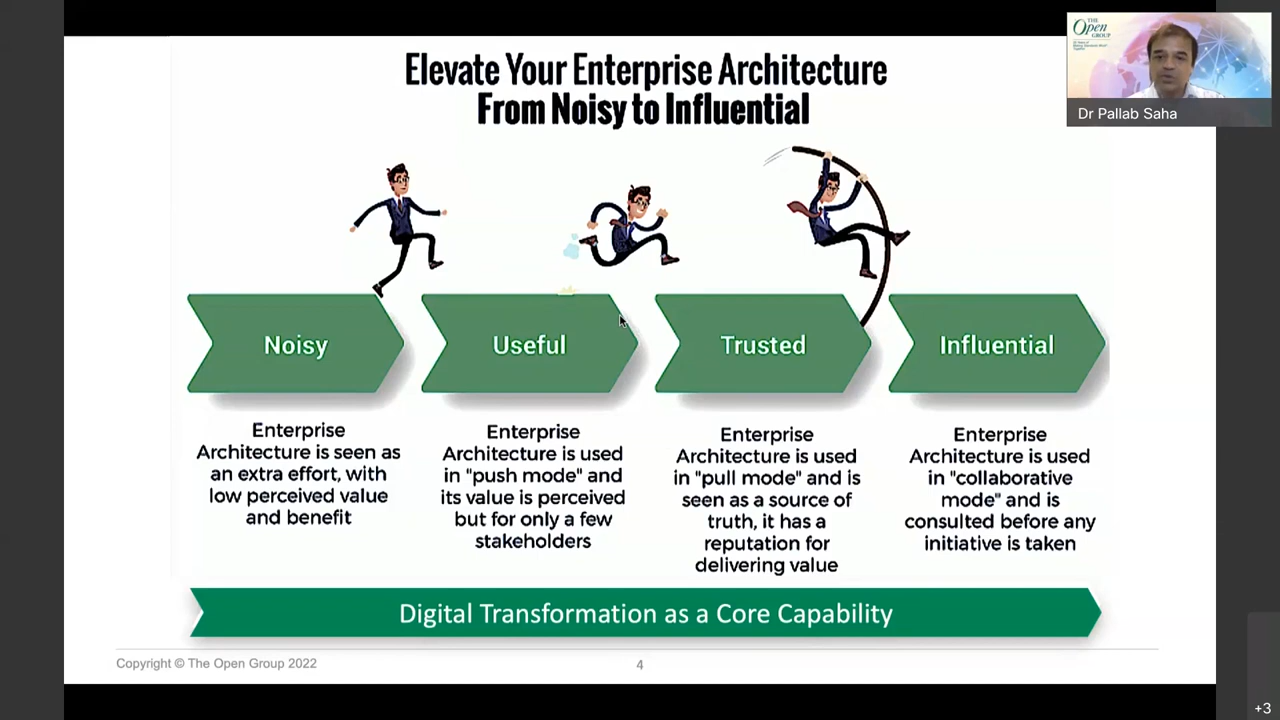 Elevate Your Enterprise Architecture
From Noisy to Influential
THE
Open
GROUP
Dr Pallab Saha
Noisy
Useful
Trusted
Influential
Enterprise
Architecture is seen as
an extra effort, with
low perceived value
and benefit
Enterprise
Architecture is used
in "push mode" and
its value is perceived
but for only a few
stakeholders
Enterprise
Architecture is used
in "pull mode" and is
seen as a source of
truth, it has a
reputation for
delivering value
Enterprise
Architecture is used
in "collaborative
mode" and is
consulted before any
initiative is taken
Digital Transformation as a Core Capability
Copyright © The Open Group 2022
4
+3